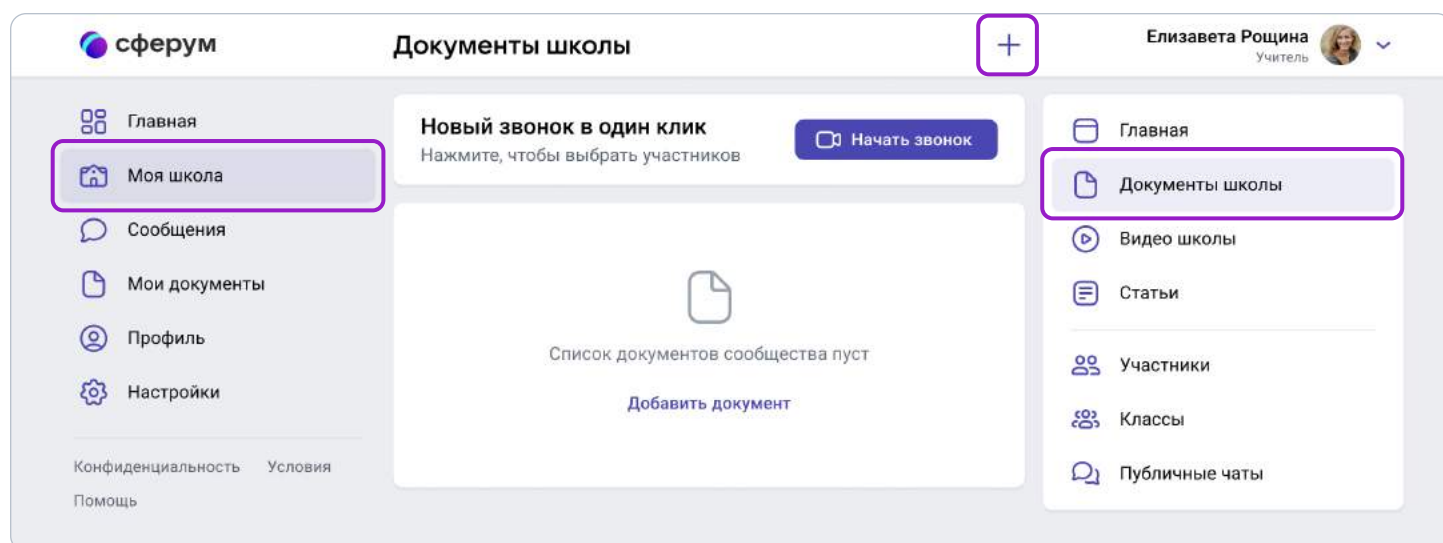 сферум
Документы школы
Елизавета Рощина
Учитель
Главная
Моя школа
Сообщения
Мои документы
Профиль
Настройки
Конфиденциальность Условия
Помощь
Новый звонок в один клик
Нажмите, чтобы выбрать участников
Начать звонок
Список документов сообщества пуст
Добавить документ
Главная
Документы школы
Видео школы
Статьи
Участники
Классы
Публичные чаты